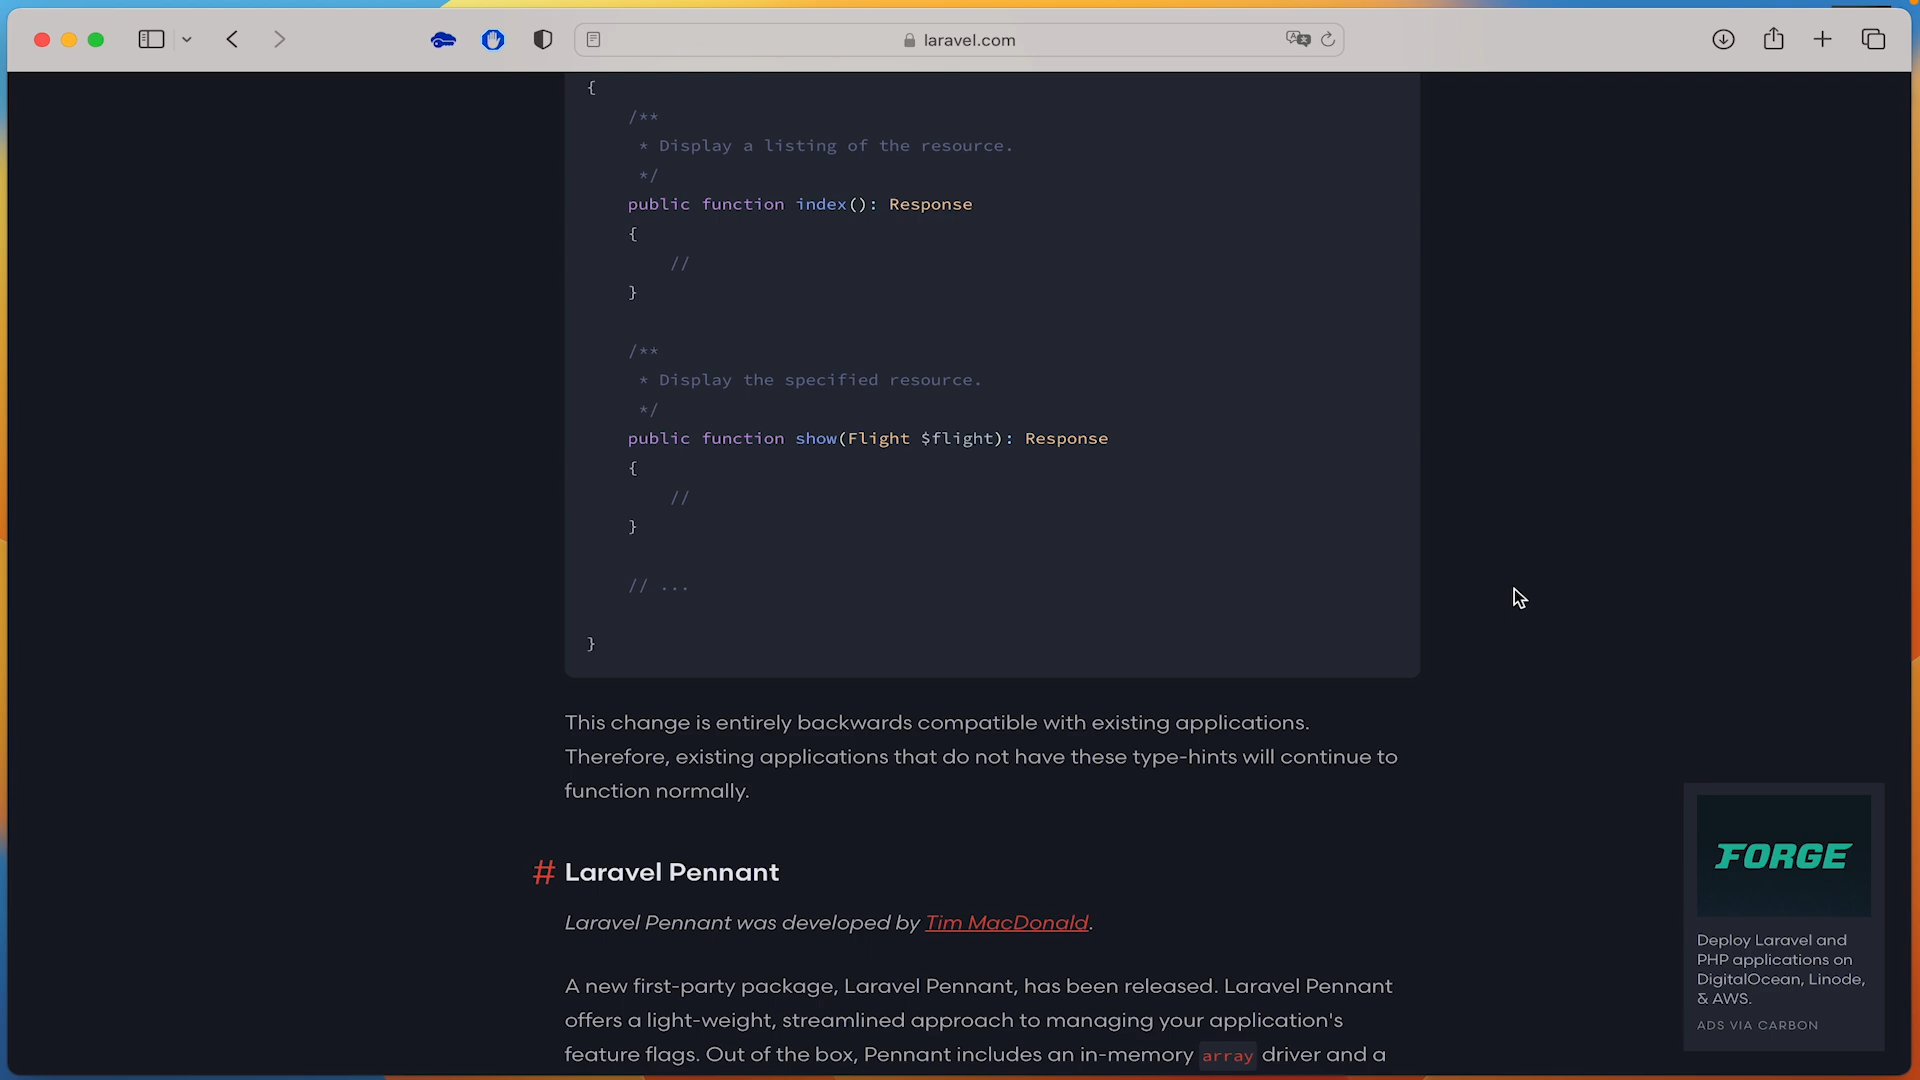 laravel.com
{
/**
* Display a listing of the resource.
*/
public function index(): Response
{
//
}
/**
* Display the specified resource.
*/
public function show(Flight $flight): Response
{
//
}
// ...
}
This change is entirely backwards compatible with existing applications.
Therefore, existing applications that do not have these type-hints will continue to
function normally.
# Laravel Pennant
Laravel Pennant was developed by Tim MacDonald.
A new first-party package, Laravel Pennant, has been released. Laravel Pennant
offers a light-weight, streamlined approach to managing your application's
feature flags. Out of the box, Pennant includes an in-memory array driver and a
FORGE
Deploy Laravel and
PHP applications on
DigitalOcean, Linode,
& AWS.
ADS VIA CARBON